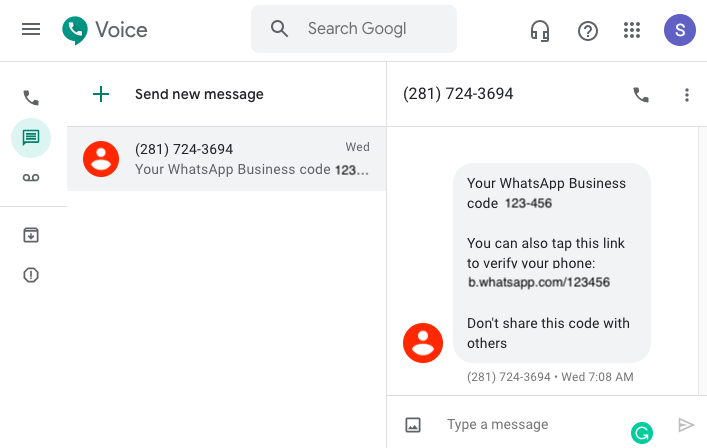 Voice
Search Googl
S
Send new message
(281) 724-3694
Wed
Your WhatsApp Business code 123...
(281) 724-3694
Your WhatsApp Business
code 123-456
You can also tap this link
to verify your phone:
b.whatsapp.com/123456
Don't share this code with
others
(281) 724-3694 • Wed 7:08 AM
Type a message